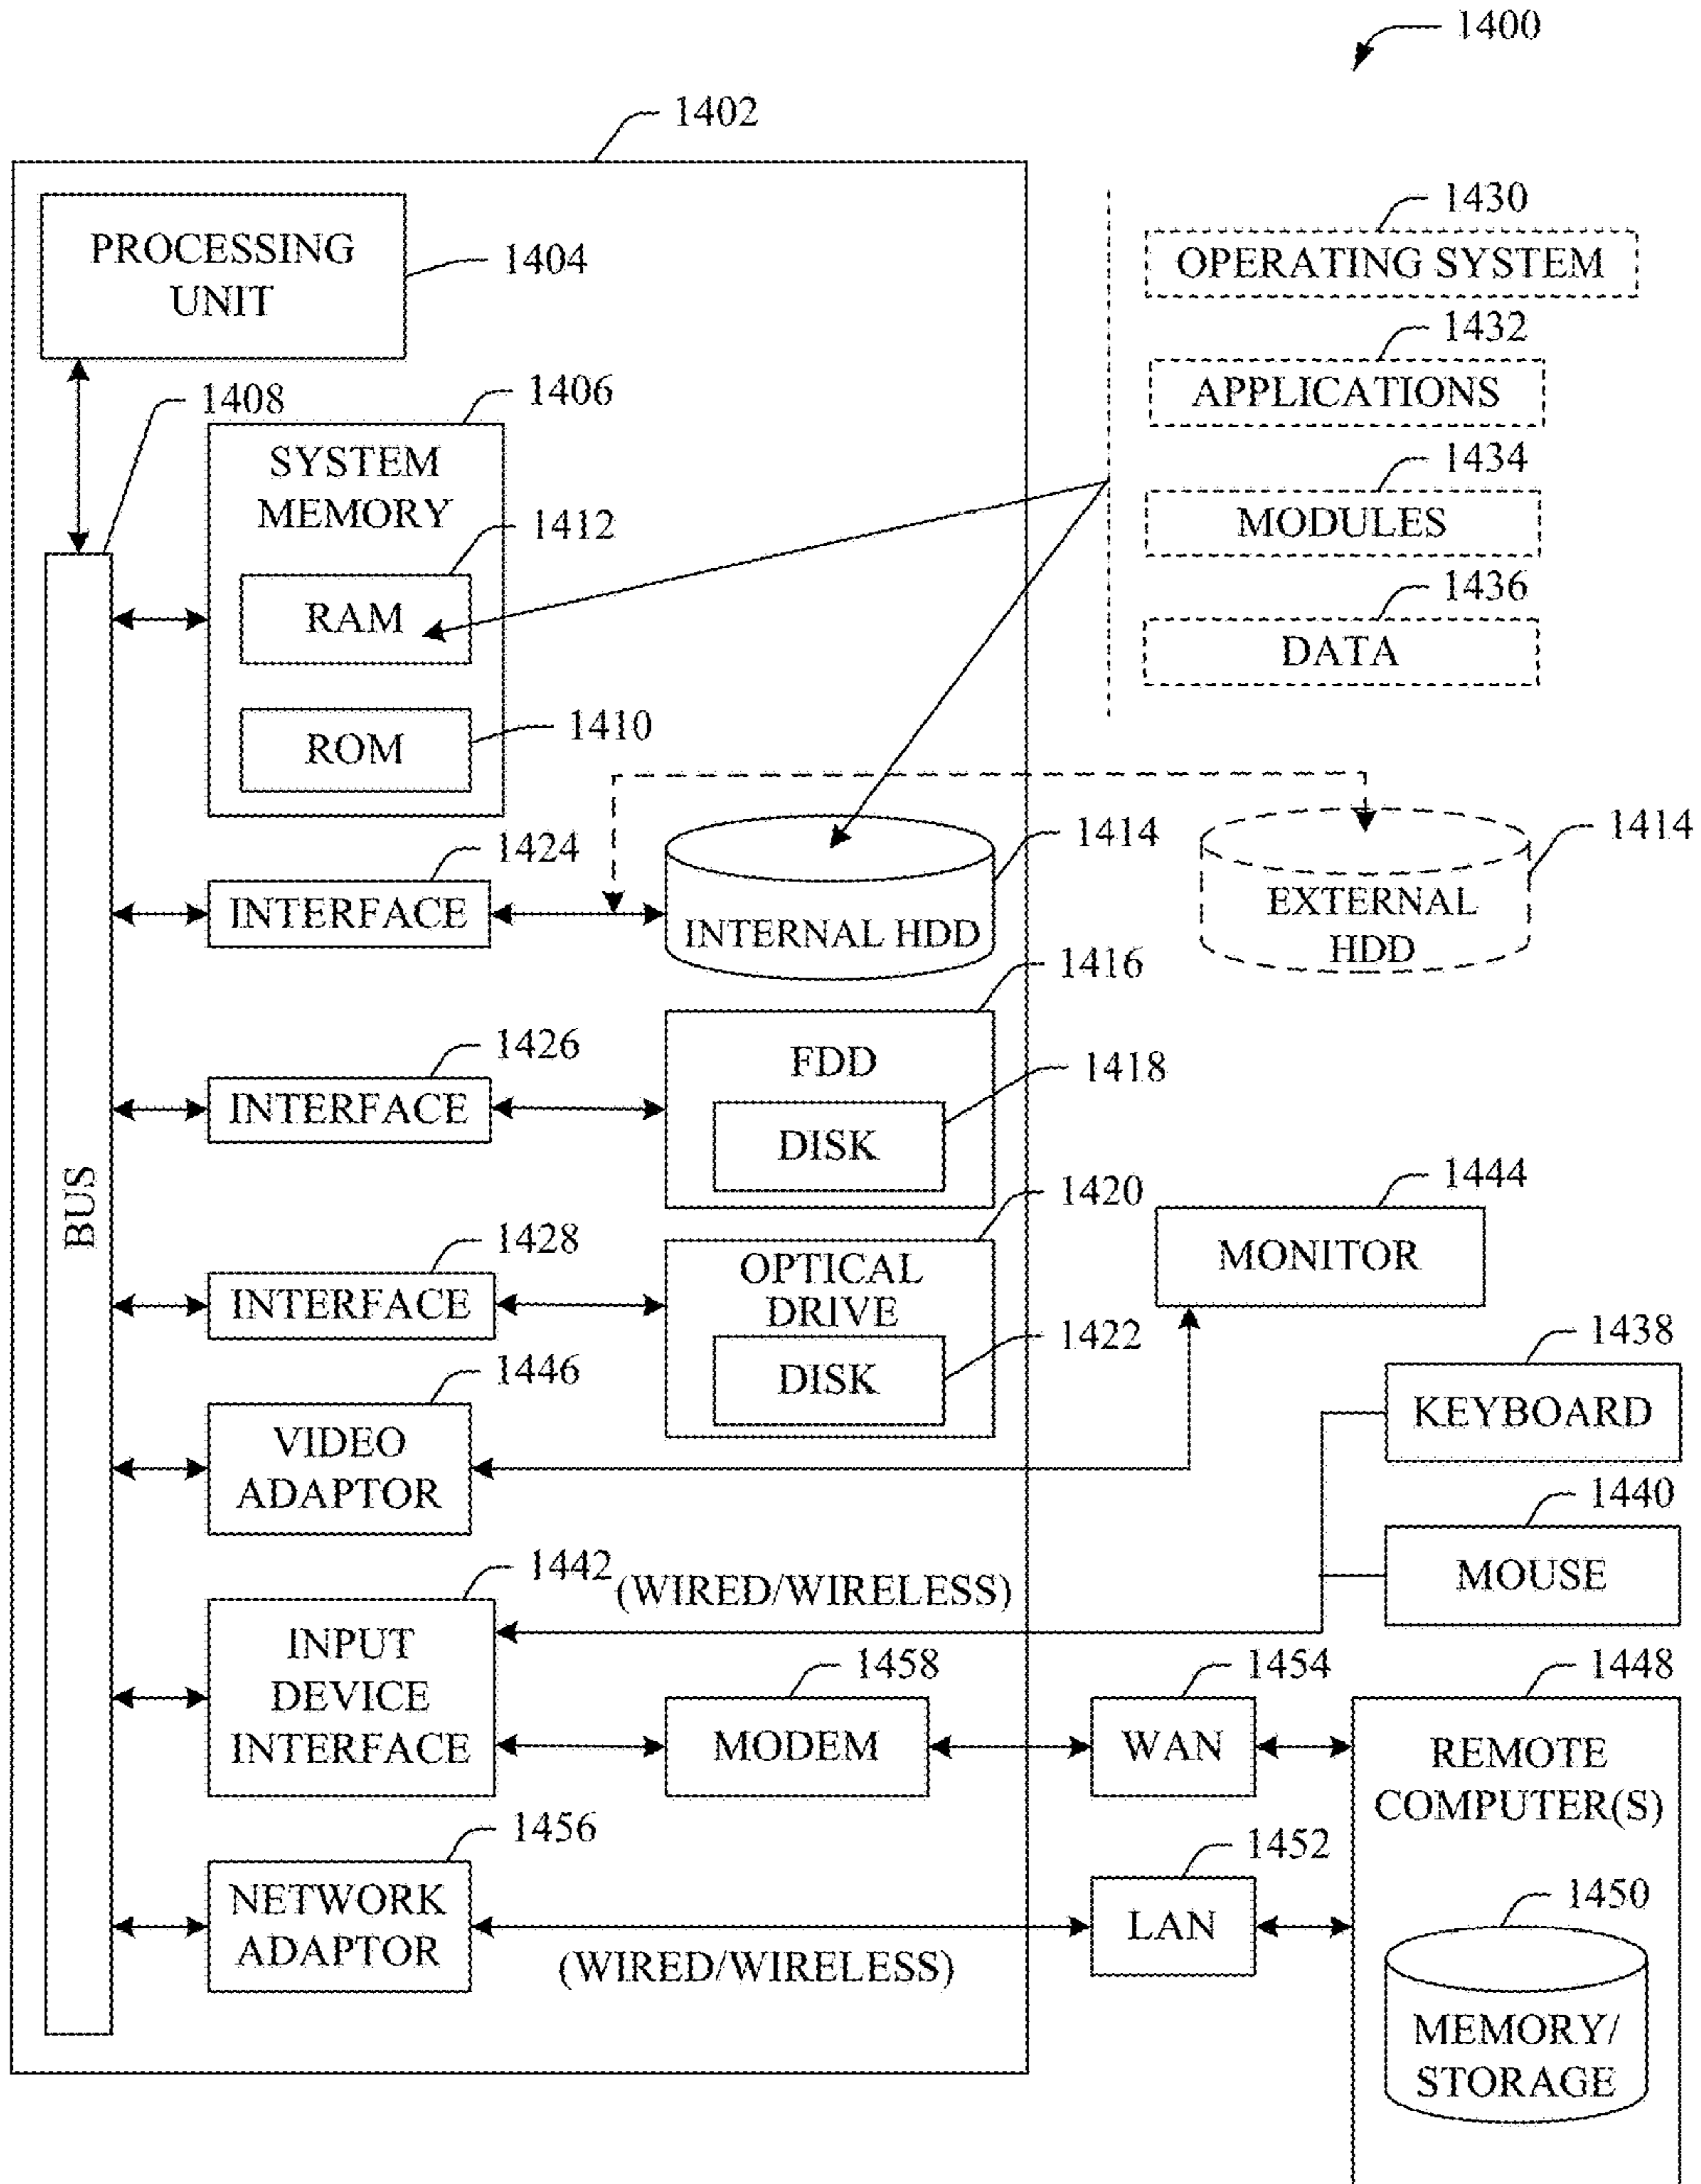 1400
1402
PROCESSING
UNIT
1404
1430
OPERATING SYSTEM
1432
APPLICATIONS
1434
MODULES
1436
DATA
1408
1406
SYSTEM
MEMORY
1412
RAM
1410
ROM
BUS
1424
INTERFACE
1414
INTERNAL HDD
1414
EXTERNAL
HDD
1426
INTERFACE
1416
FDD
1418
DISK
1428
INTERFACE
1420
OPTICAL
DRIVE
1422
DISK
1444
MONITOR
1446
VIDEO
ADAPTOR
1438
KEYBOARD
1440
MOUSE
1442
(WIRED/WIRELESS)
INPUT
DEVICE
INTERFACE
1458
MODEM
1454
WAN
1448
REMOTE
COMPUTER(S)
1456
NETWORK
ADAPTOR
(WIRED/WIRELESS)
1452
LAN
1450
MEMORY/
STORAGE